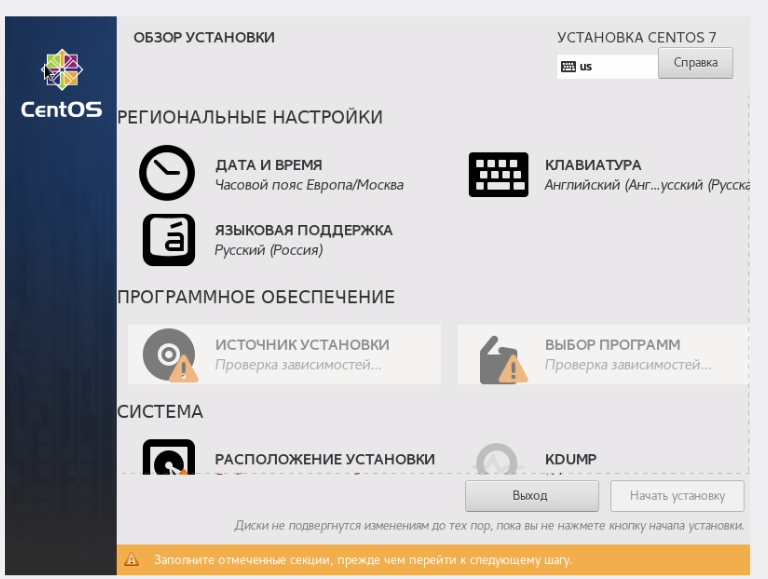 CentOS
ОБЗОР УСТАНОВКИ
УСТАНОВКА CENTOS 7
us
Справка
РЕГИОНАЛЬНЫЕ НАСТРОЙКИ
ДАТА И ВРЕМЯ
Часовой пояс Европа/Москва
КЛАВИАТУРА
Английский (Анг...усский (Русска
ЯЗЫКОВАЯ ПОДДЕРЖКА
Русский (Россия)
ПРОГРАММНОЕ ОБЕСПЕЧЕНИЕ
ИСТОЧНИК УСТАНОВКИ
Проверка зависимостей...
ВЫБОР ПРОГРАММ
Проверка зависимостей...
СИСТЕМА
РАСПОЛОЖЕНИЕ УСТАНОВКИ
KDUMP
Выход
Начать установку
Диски не подвергнутся изменениям до тех пор, пока вы не нажмете кнопку начала установки.
Заполните отмеченные секции, прежде чем перейти к следующему шагу.